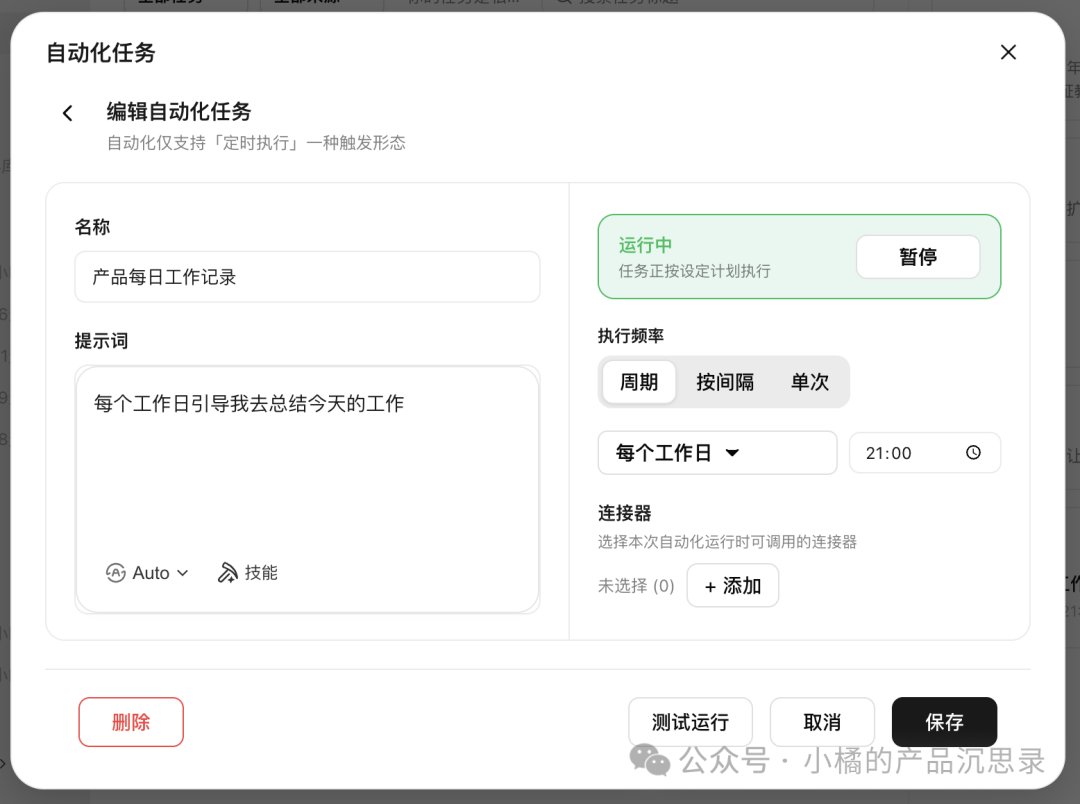 自动化任务
编辑自动化任务
自动化仅支持「定时执行」一种触发形态
名称
产品每日工作记录
提示词
每个工作日引导我去总结今天的工作
Auto
技能
运行中
任务正按设定计划执行
暂停
执行频率
周期 按间隔 单次
每个工作日
21:00
连接器
选择本次自动化运行时可调用的连接器
未选择 (0)
+ 添加
删除
测试运行
取消
保存
公众号 · 小橘的产品沉思录